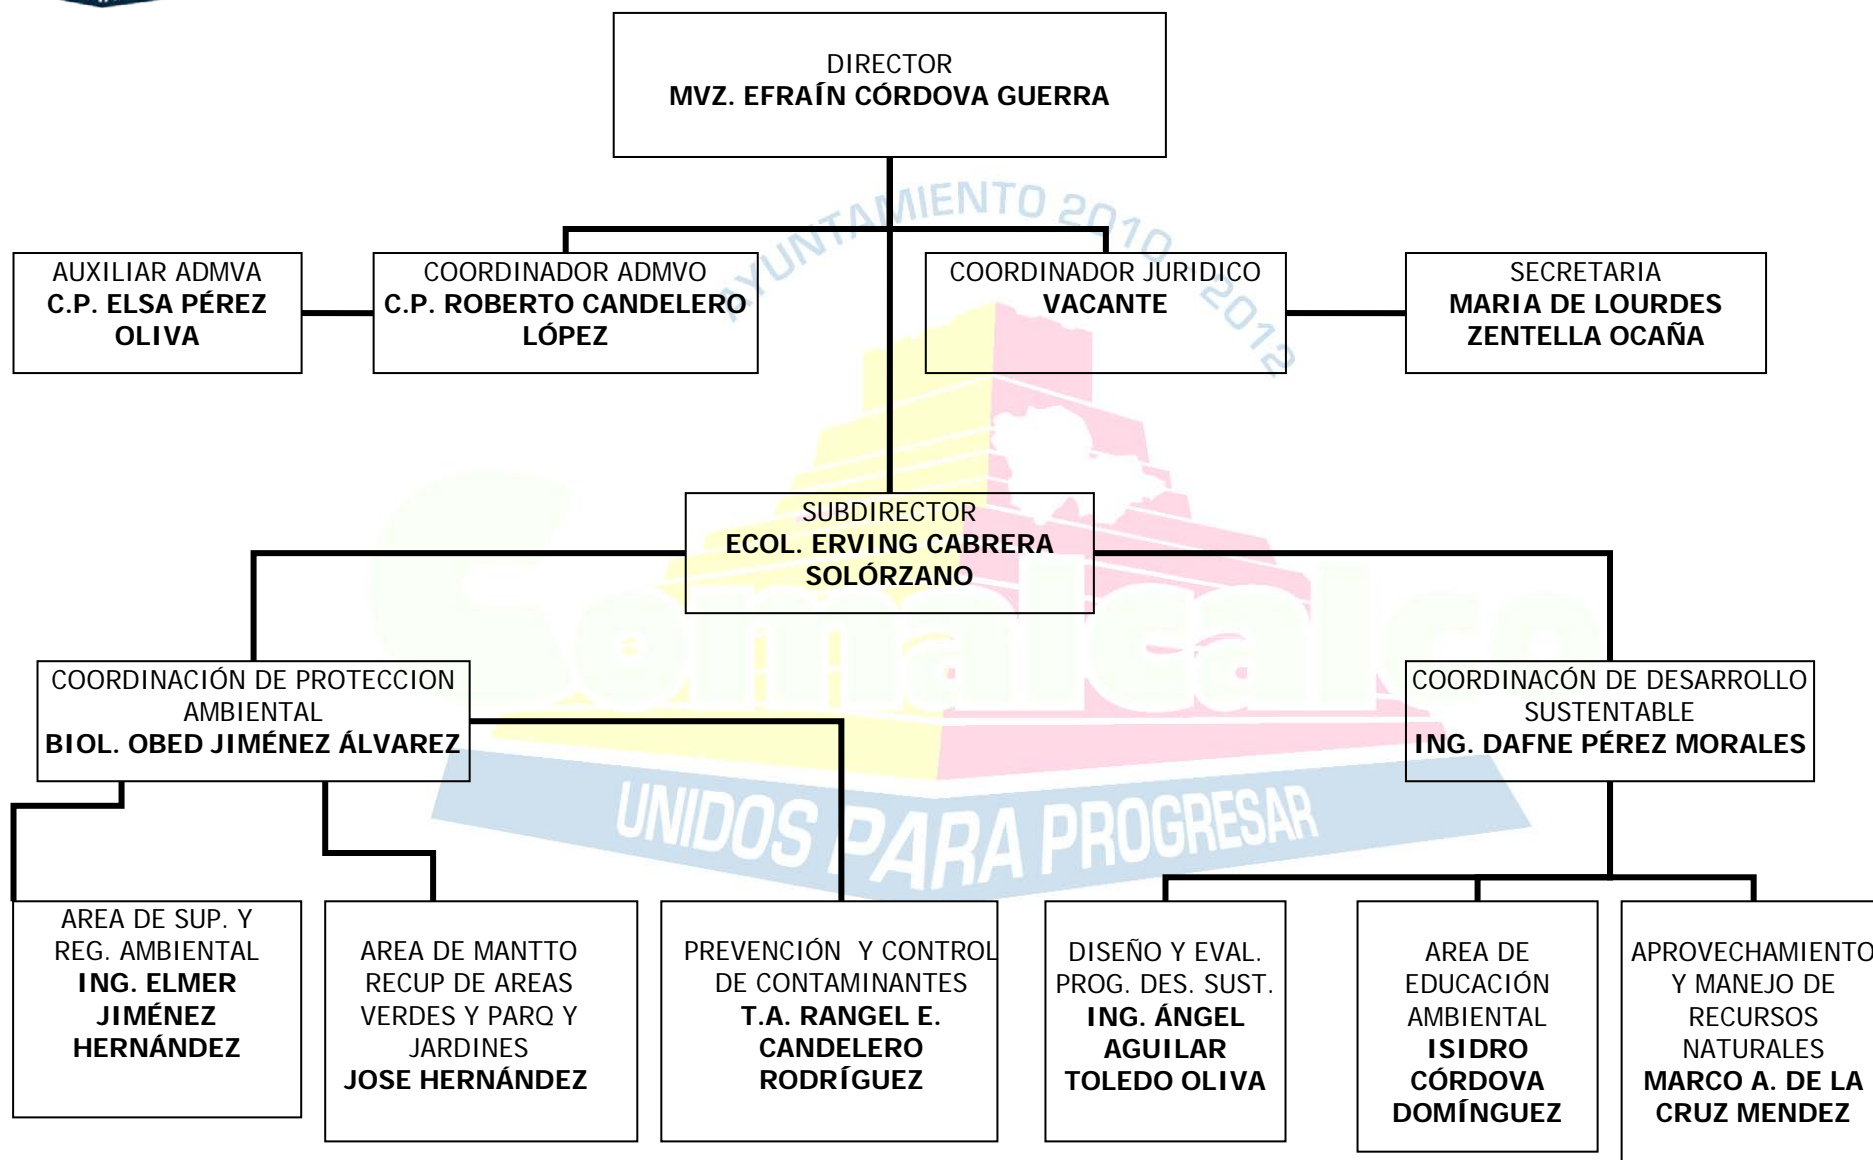 DIRECTOR
MVZ. EFRAÍN CÓRDOVA GUERRA
AYUNTAMIENTO 2010 2012
AUXILIAR ADMVA
C.P. ELSA PÉREZ
OLIVA
COORDINADOR ADMVO
C.P. ROBERTO CANDELERO
LÓPEZ
COORDINADOR JURIDICO
VACANTE
SECRETARIA
MARIA DE LOURDES
ZENTELLA OCAÑA
SUBDIRECTOR
ECOL. ERVING CABRERA
SOLÓRZANO
Comalcalco
COORDINACIÓN DE PROTECCION
AMBIENTAL
BIOL. OBED JIMÉNEZ ÁLVAREZ
COORDINACÓN DE DESARROLLO
SUSTENTABLE
ING. DAFNE PÉREZ MORALES
UNIDOS PARA PROGRESAR
AREA DE SUP. Y
REG. AMBIENTAL
ING. ELMER
JIMÉNEZ
HERNÁNDEZ
AREA DE MANTTO
RECUP DE AREAS
VERDES Y PARQ Y
JARDINES
JOSE HERNÁNDEZ
PREVENCIÓN Y CONTROL
DE CONTAMINANTES
T.A. RANGEL E.
CANDELERO
RODRÍGUEZ
DISEÑO Y EVAL.
PROG. DES. SUST.
ING. ÁNGEL
AGUILAR
TOLEDO OLIVA
AREA DE
EDUCACIÓN
AMBIENTAL
ISIDRO
CÓRDOVA
DOMÍNGUEZ
APROVECHAMIENTO
Y MANEJO DE
RECURSOS
NATURALES
MARCO A. DE LA
CRUZ MENDEZ